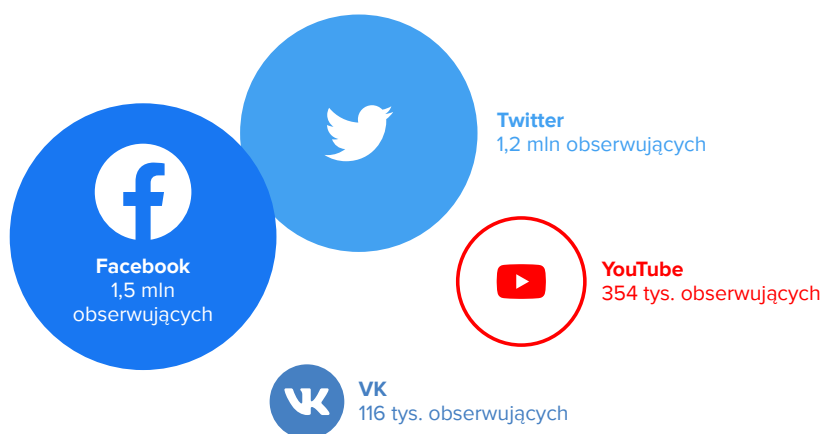 Twitter
1,2 mln obserwujących
Facebook
1,5 mln
obserwujących
YouTube
354 tys. obserwujących
VK
116 tys. obserwujących